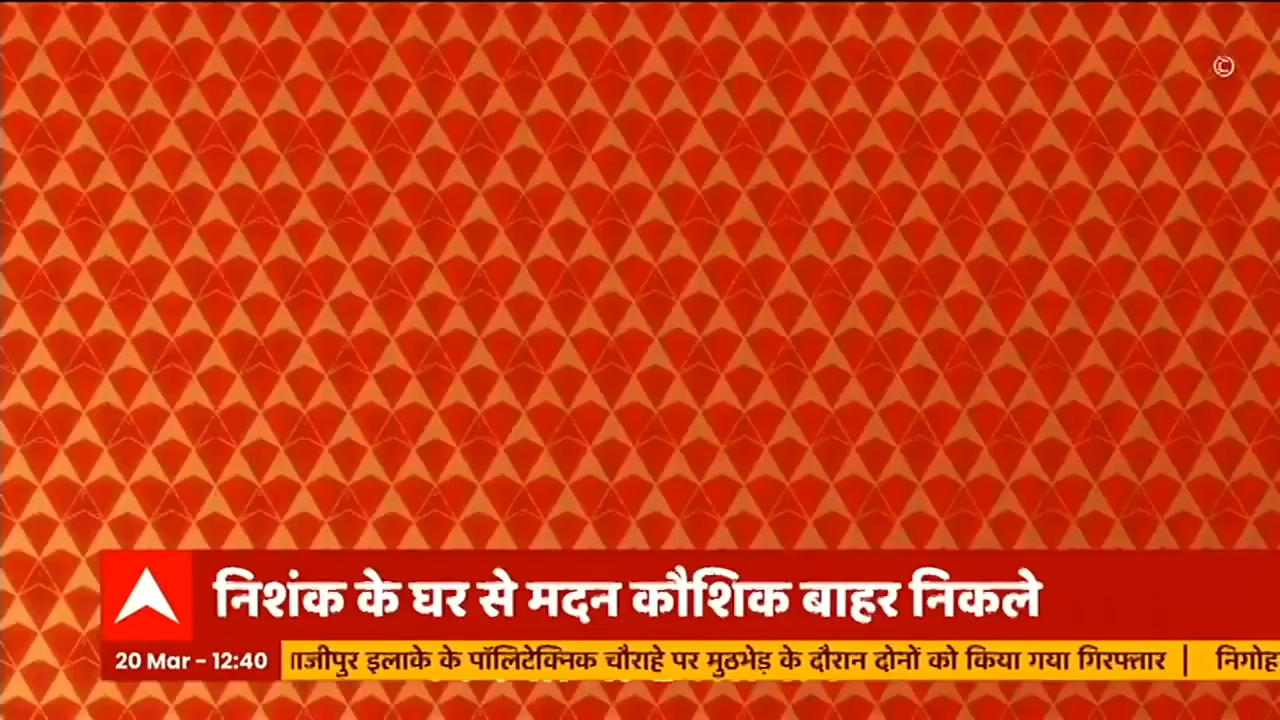 ©
निशंक के घर से मदन कौशिक बाहर निकले
20 Mar - 12:40
इलाके के पॉलिटेक्निक चौराहे पर मुठभेड़ के दौरान दोनों को किया गया गिरफ्तार |